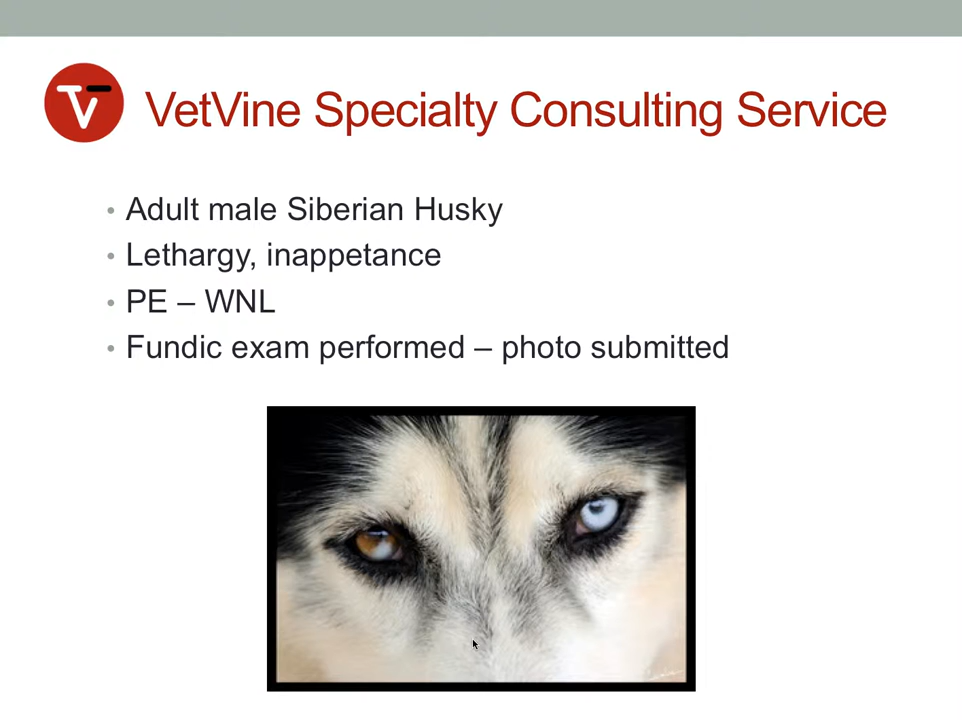 VetVine Specialty Consulting Service
• Adult male Siberian Husky
• Lethargy, inappetance
• PE – WNL
• Fundic exam performed – photo submitted